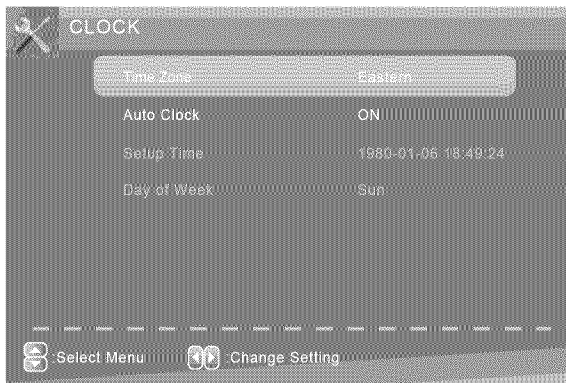 CLOCK
Time Zone Eastern
Auto Clock ON
Setup Time 1980-01-06 18:49:24
Day of Week Sun
:Select Menu :Change Setting